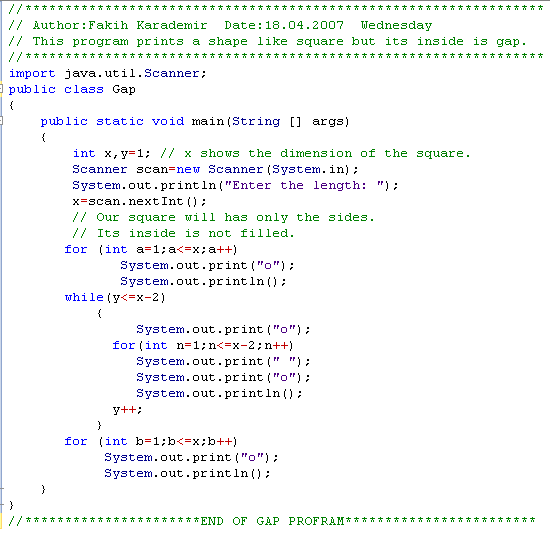 //*****************************************************************
// Author:Fakih Karademir  Date:18.04.2007  Wednesday
// This program prints a shape like square but its inside is gap.
//*****************************************************************
import java.util.Scanner;
public class Gap
{
    public static void main(String [] args)
    {
        int x,y=1; // x shows the dimension of the square.
        Scanner scan=new Scanner(System.in);
        System.out.println("Enter the length: ");
        x=scan.nextInt();
        // Our square will has only the sides.
        // Its inside is not filled.
       for (int a=1;a<=x;a++)
              System.out.print("o");
              System.out.println();
       while(y<=x-2)
           {
                System.out.print("o");
             for(int n=1;n<=x-2;n++)
                System.out.print(" ");
                System.out.print("o");
                System.out.println();
             y++;
           }
       for (int b=1;b<=x;b++)
            System.out.print("o");
            System.out.println();
    }
}
//**********************END OF GAP PROFRAM************************